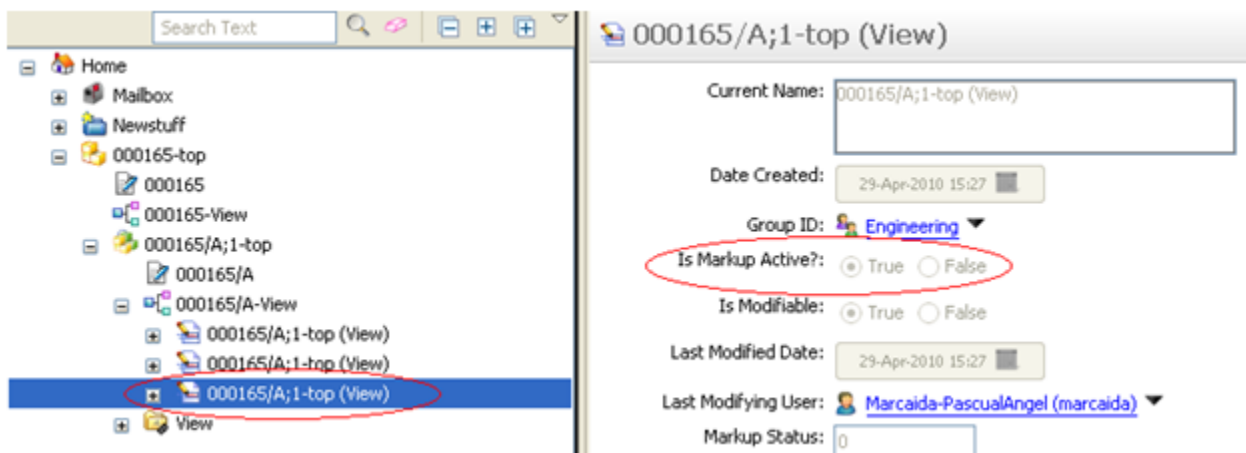 Search Text
Home
Mailbox
Newstuff
000165-top
000165
000165-View
000165/A;1-top
000165/A
000165/A-View
000165/A;1-top (View)
000165/A;1-top (View)
000165/A;1-top (View)
View
000165/A;1-top (View)
Current Name: 000165/A;1-top (View)
Date Created: 29-Apr-2010 15:27
Group ID: Engineering
Is Markup Active?: True False
Is Modifiable: True False
Last Modified Date: 29-Apr-2010 15:27
Last Modifying User: Marcaida-PascualAngel (marcaida)
Markup Status: 0